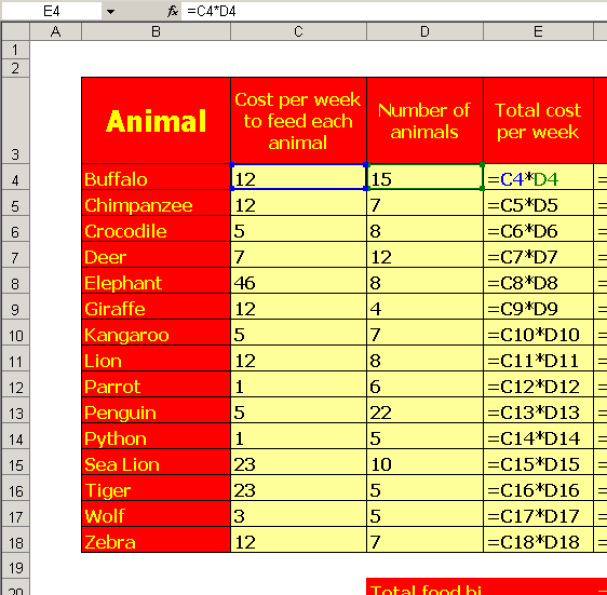 E4 fx =C4*D4
A B C D E
1
2
3 Animal Cost per week to feed each animal Number of animals Total cost per week
4 Buffalo 12 15 =C4*D4 =
5 Chimpanzee 12 7 =C5*D5 =
6 Crocodile 5 8 =C6*D6 =
7 Deer 7 12 =C7*D7 =
8 Elephant 46 8 =C8*D8 =
9 Giraffe 12 4 =C9*D9 =
10 Kangaroo 5 7 =C10*D10 =
11 Lion 12 8 =C11*D11 =
12 Parrot 1 6 =C12*D12 =
13 Penguin 5 22 =C13*D13 =
14 Python 1 5 =C14*D14 =
15 Sea Lion 23 10 =C15*D15 =
16 Tiger 23 5 =C16*D16 =
17 Wolf 3 5 =C17*D17 =
18 Zebra 12 7 =C18*D18 =
19
20 Total food bi =